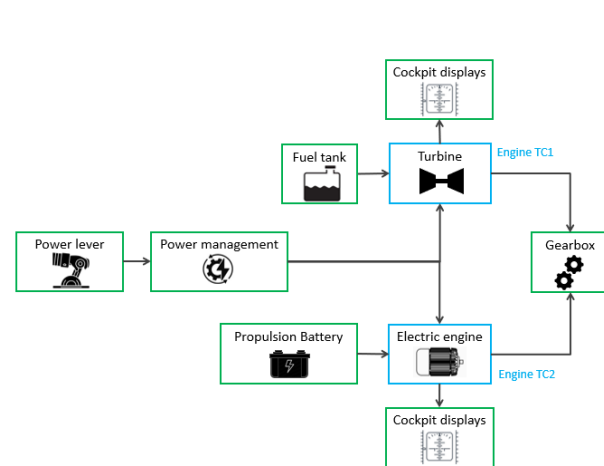 Cockpit displays
Fuel tank
Turbine
Engine TC1
Power lever
Power management
Gearbox
Propulsion Battery
Electric engine
Engine TC2
Cockpit displays